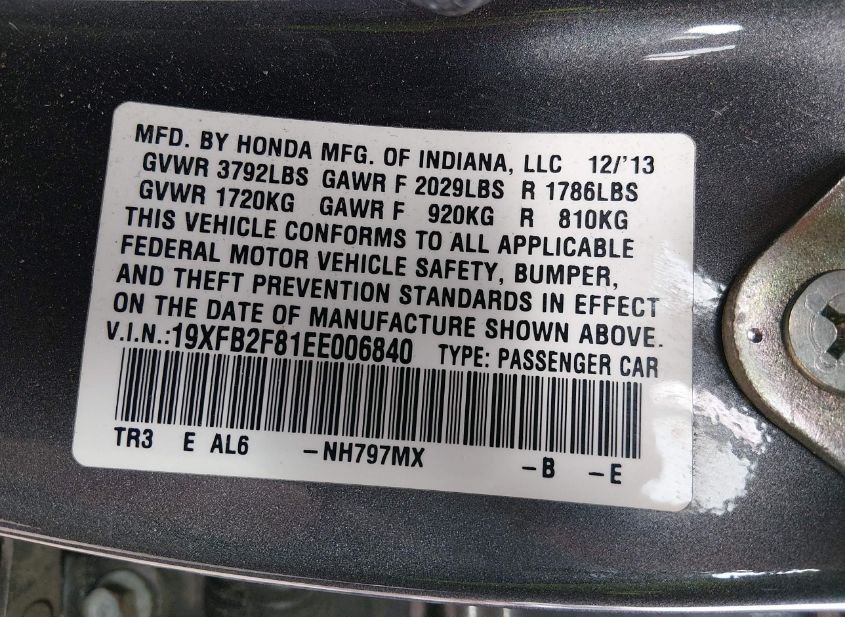 MFD. BY HONDA MFG. OF INDIANA, LLC 12/'13
GVWR 3792LBS GAWR F 2029LBS R 1786LBS
GVWR 1720KG GAWR F 920KG R 810KG
THIS VEHICLE CONFORMS TO ALL APPLICABLE
FEDERAL MOTOR VEHICLE SAFETY, BUMPER,
AND THEFT PREVENTION STANDARDS IN EFFECT
ON THE DATE OF MANUFACTURE SHOWN ABOVE.
V.I.N.:19XFB2F81EE006840 TYPE: PASSENGER CAR
TR3 E AL6 -NH797MX -B -E